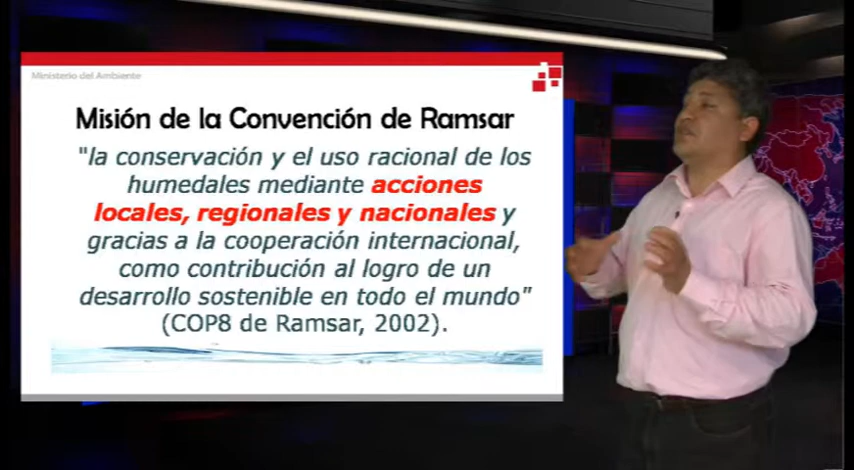 Ministerio del Ambiente
Misión de la Convención de Ramsar
"la conservación y el uso racional de los
humedales mediante acciones
locales, regionales y nacionales y
gracias a la cooperación internacional,
como contribución al logro de un
desarrollo sostenible en todo el mundo"
(COP8 de Ramsar, 2002).